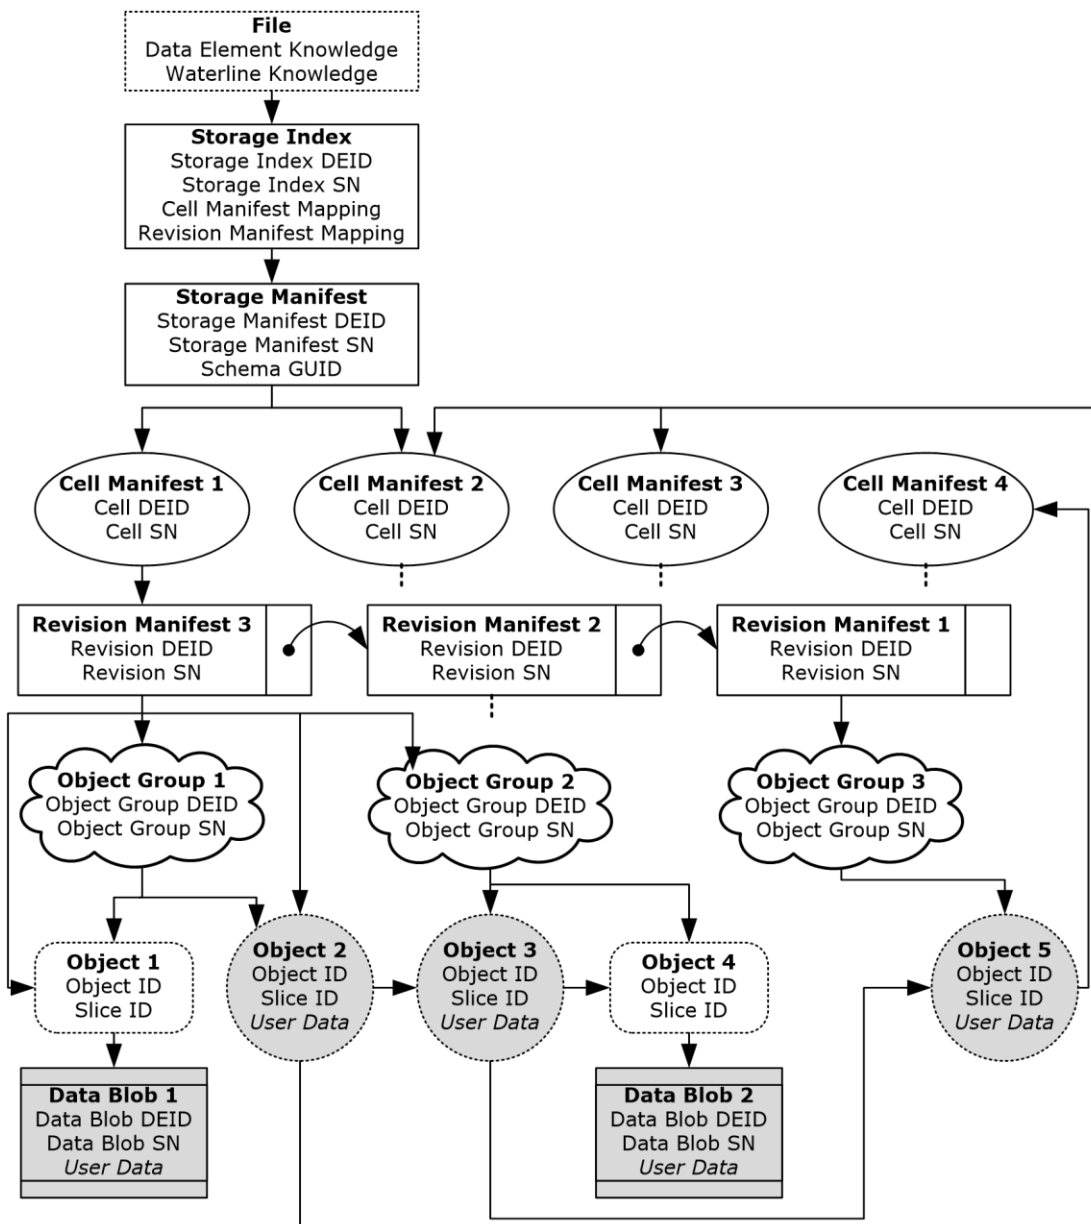 File
Data Element Knowledge
Waterline Knowledge
Storage Index
Storage Index DEID
Storage Index SN
Cell Manifest Mapping
Revision Manifest Mapping
Storage Manifest
Storage Manifest DEID
Storage Manifest SN
Schema GUID
Cell Manifest 1
Cell DEID
Cell SN
Cell Manifest 2
Cell DEID
Cell SN
Cell Manifest 3
Cell DEID
Cell SN
Cell Manifest 4
Cell DEID
Cell SN
Revision Manifest 3
Revision DEID
Revision SN
Revision Manifest 2
Revision DEID
Revision SN
Revision Manifest 1
Revision DEID
Revision SN
Object Group 1
Object Group DEID
Object Group SN
Object Group 2
Object Group DEID
Object Group SN
Object Group 3
Object Group DEID
Object Group SN
Object 1
Object ID
Slice ID
Object 2
Object ID
Slice ID
User Data
Object 3
Object ID
Slice ID
User Data
Object 4
Object ID
Slice ID
Object 5
Object ID
Slice ID
User Data
Data Blob 1
Data Blob DEID
Data Blob SN
User Data
Data Blob 2
Data Blob DEID
Data Blob SN
User Data